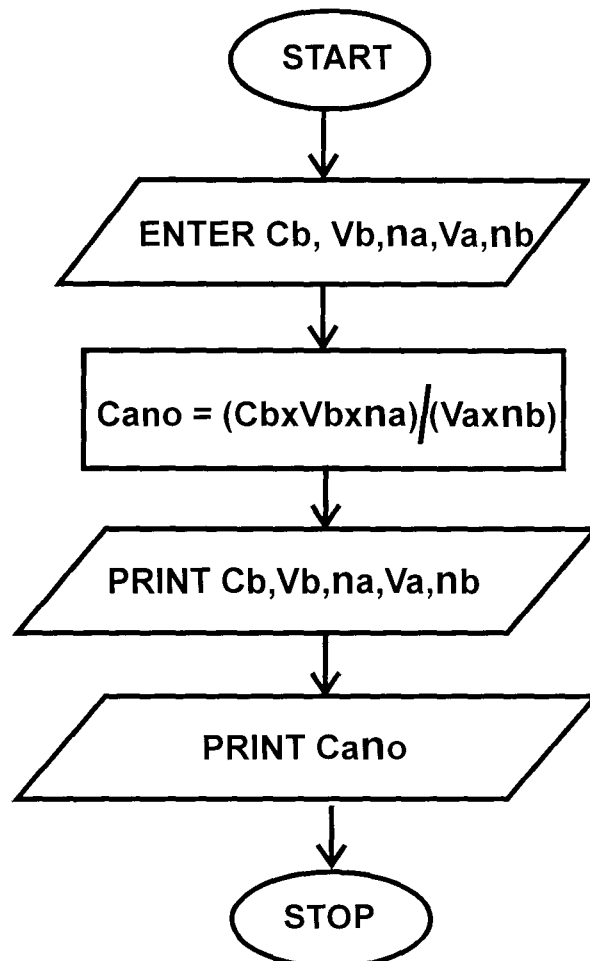 START
ENTER Cb, Vb,na,Va,nb
Cano = (CbxVbxna)/(Vaxnb)
PRINT Cb,Vb,na,Va,nb
PRINT Cano
STOP